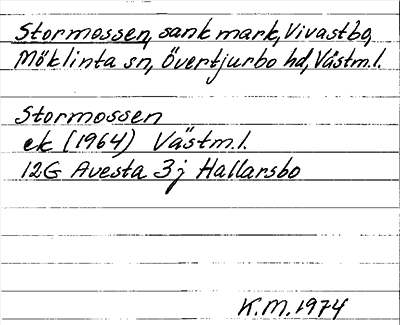 Stormossen, sank mark, Vivastbo,
Möklinta sn, Övertjurbo hd, Västm.l.
Stormossen
ek (1964) Västm.l.
12G Avesta 3j Hallarsbo
K.M. 1974